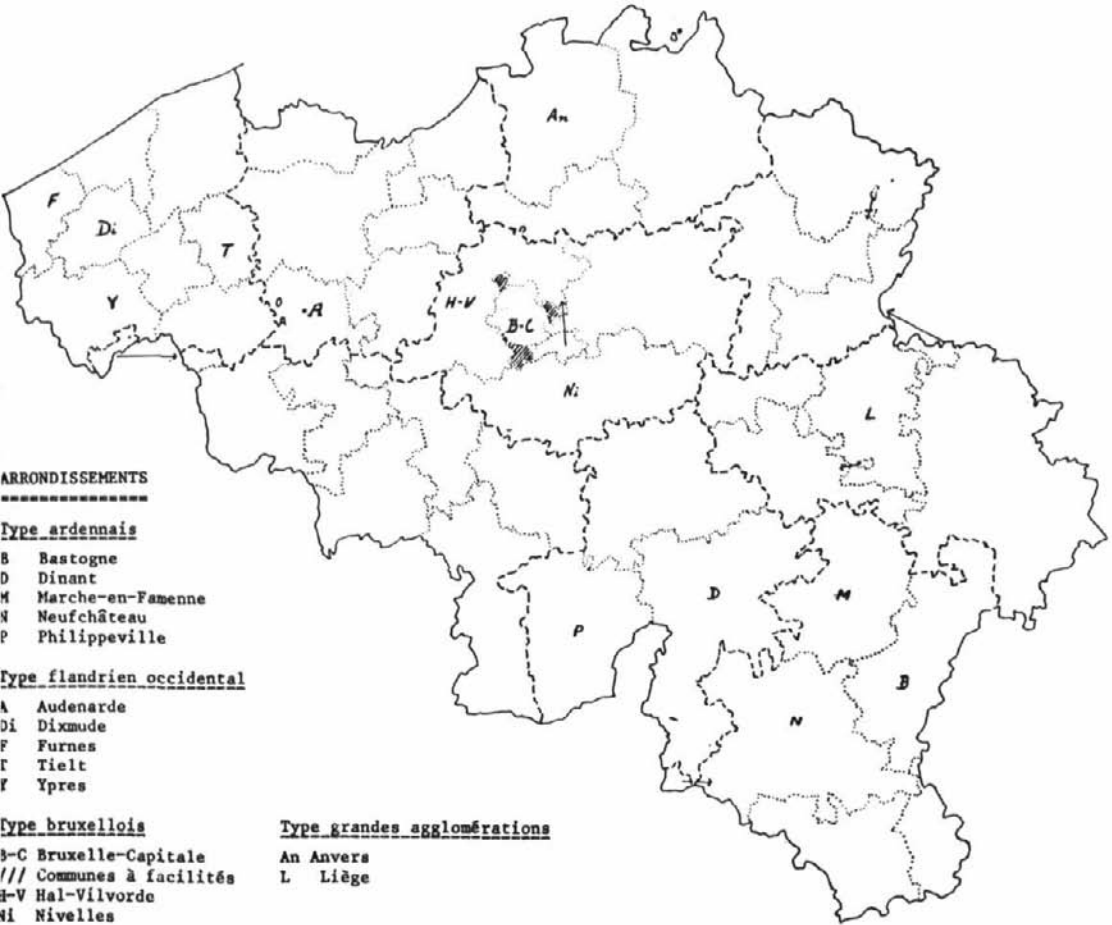 An
F
Di
T
Y
A
H-V
B-C
Ni
L
D
M
P
B
N
ARRONDISSEMENTS
Type ardennais
B Bastogne
D Dinant
M Marche-en-Famenne
N Neufchâteau
P Philippeville
Type flandrien occidental
A Audenarde
Di Dixmude
F Furnes
T Tielt
Y Ypres
Type bruxellois
B-C Bruxelle-Capitale
/// Communes à facilités
H-V Hal-Vilvorde
Ni Nivelles
Type grandes agglomérations
An Anvers
L Liège